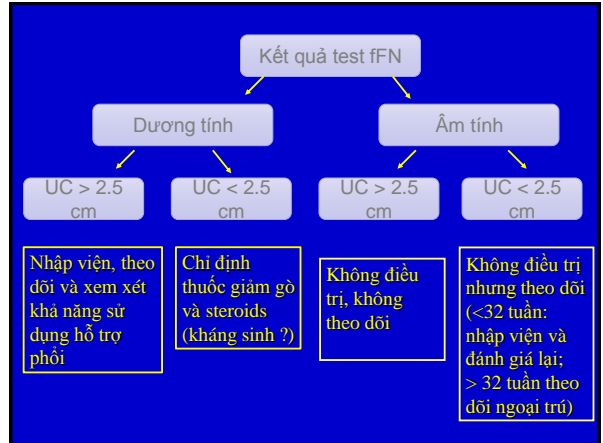 Kết quả test fFN
Dương tính
Âm tính
UC > 2.5
cm
UC < 2.5
cm
UC > 2.5
cm
UC < 2.5
cm
Nhập viện, theo
dõi và xem xét
khả năng sử
dụng hỗ trợ
phổi
Chỉ định
thuốc giảm gò
và steroids
(kháng sinh ?)
Không điều
trị, không
theo dõi
Không điều trị
nhưng theo dõi
(<32 tuần:
nhập viện và
đánh giá lại;
> 32 tuần theo
dõi ngoại trú)